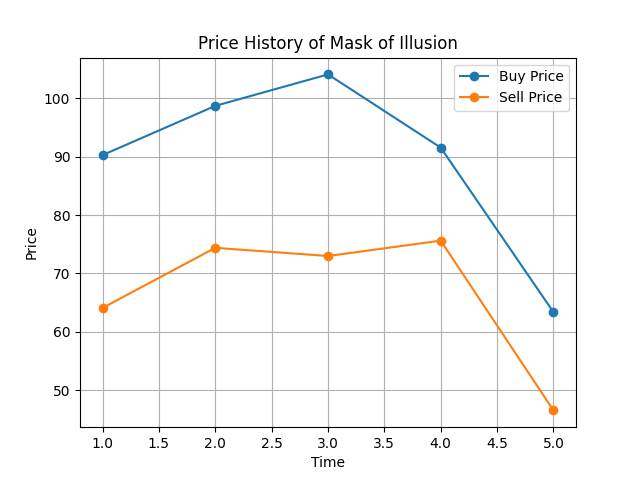 Price History of Mask of Illusion
Buy Price
Sell Price
100
90
80
70
60
50
Price
1.0 1.5 2.0 2.5 3.0 3.5 4.0 4.5 5.0
Time